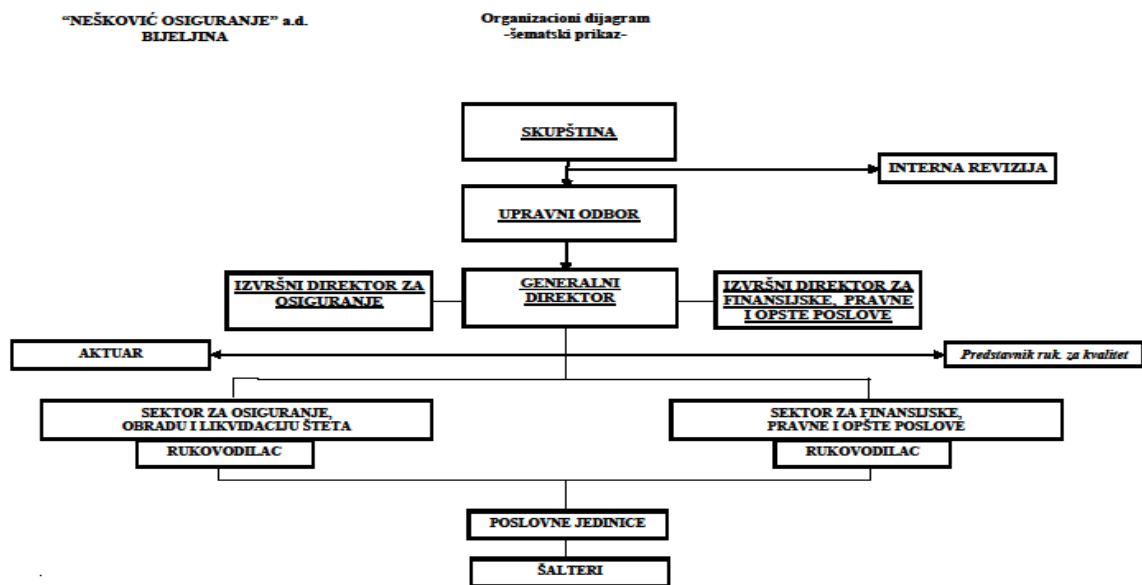 “NEŠKOVIĆ OSIGURANJE” a.d.
BIJELJINA
Organizacioni dijagram
-šematski prikaz-
SKUPŠTINA
INTERNA REVIZIJA
UPRAVNI ODBOR
IZVRŠNI DIREKTOR ZA
OSIGURANJE
GENERALNI
DIREKTOR
IZVRŠNI DIREKTOR ZA
FINANSIJSKE, PRAVNE
I OPŠTE POSLOVE
AKTUAR
Predstavnik ruk. za kvalitet
SEKTOR ZA OSIGURANJE,
OBRADU I LIKVIDACIJU ŠTETA
RUKOVODILAC
SEKTOR ZA FINANSIJSKE,
PRAVNE I OPŠTE POSLOVE
RUKOVODILAC
POSLOVNE JEDINICE
ŠALTERI
.